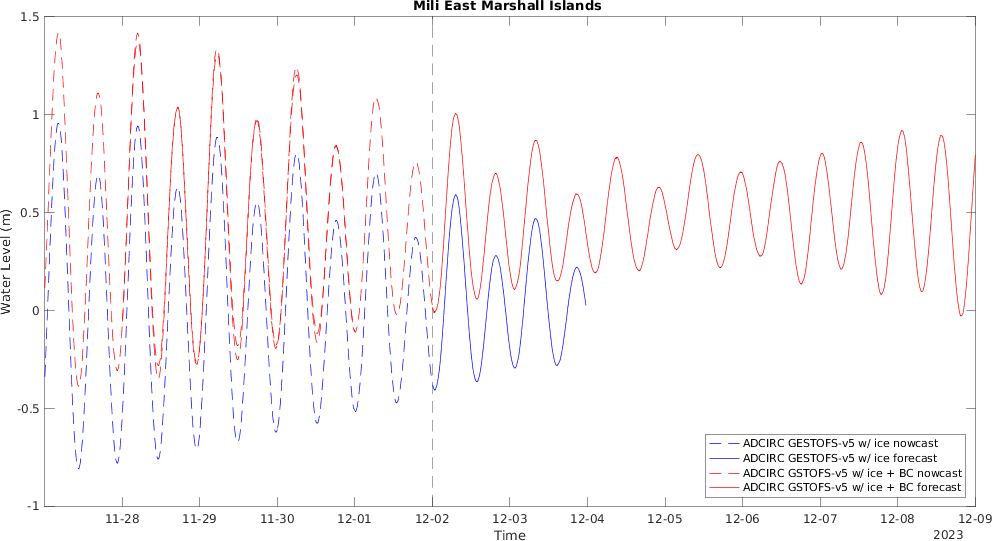 Mili East Marshall Islands
1.5
1
0.5
0
-0.5
-1
Water Level (m)
11-28 11-29 11-30 12-01 12-02 12-03 12-04 12-05 12-06 12-07 12-08 12-09
Time
2023
ADCIRC GESTOFS-v5 w/ ice nowcast
ADCIRC GESTOFS-v5 w/ ice forecast
ADCIRC GSTOFS-v5 w/ ice + BC nowcast
ADCIRC GSTOFS-v5 w/ ice + BC forecast